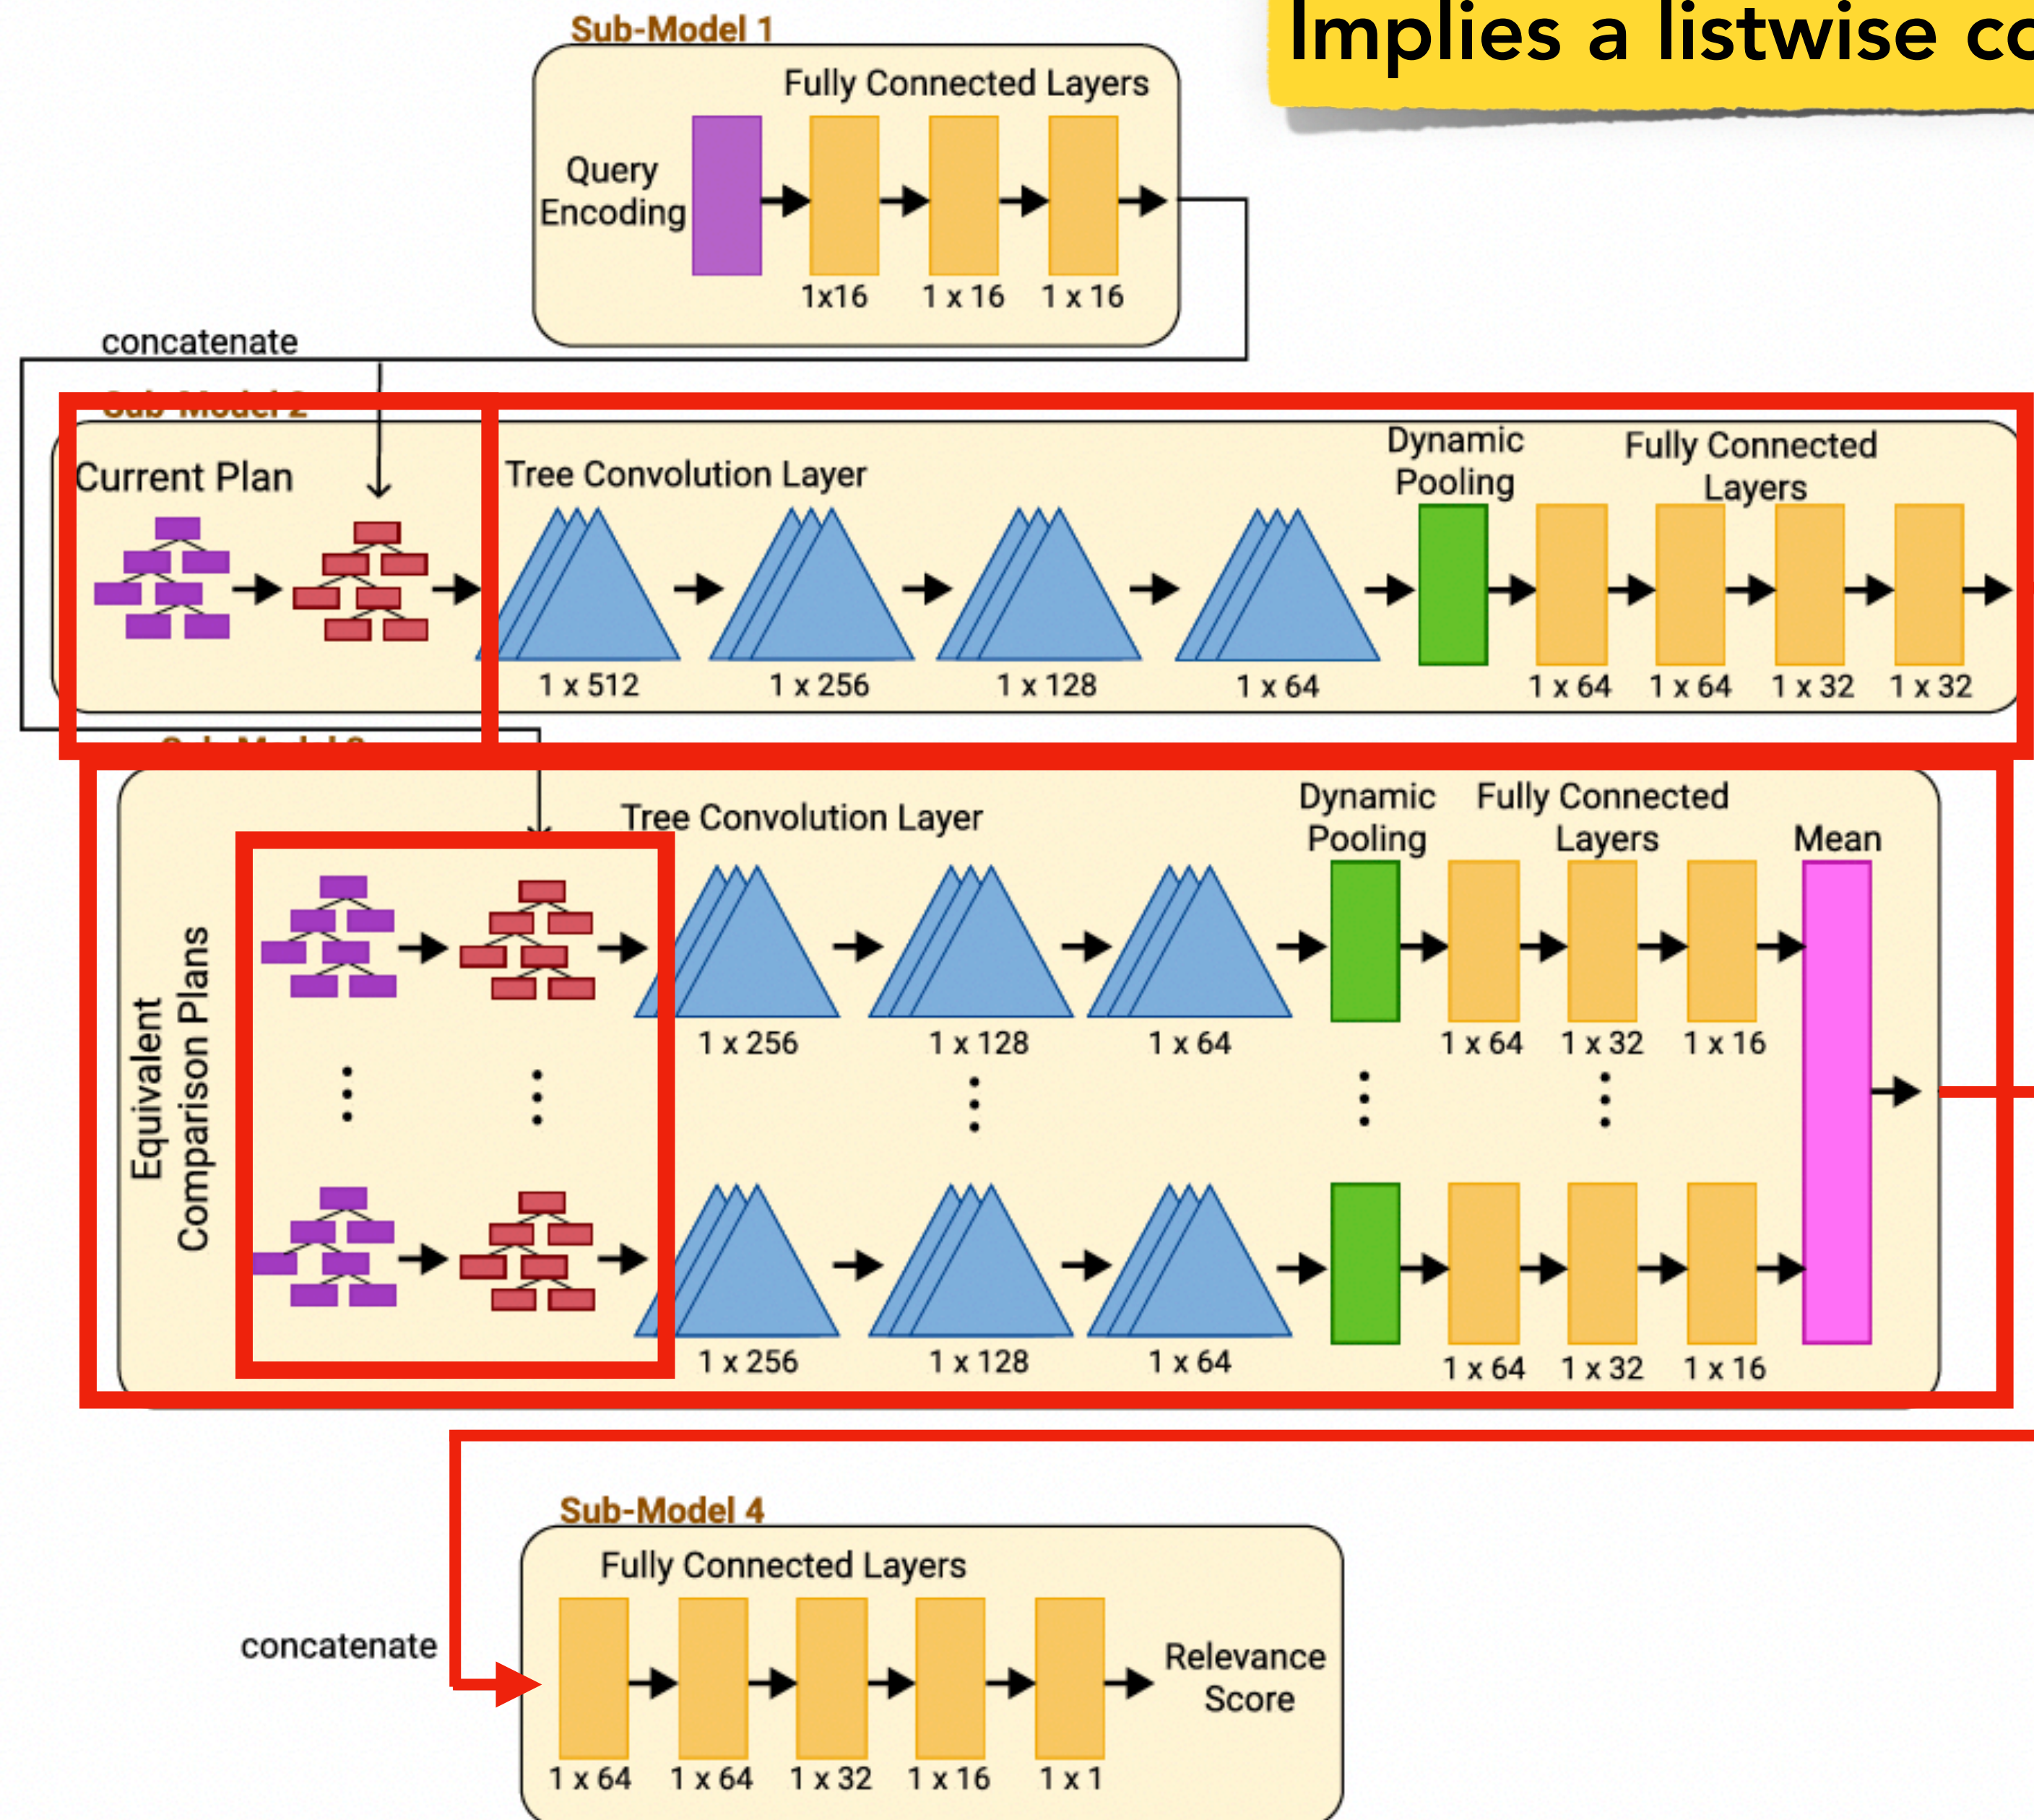 Implies a listwise
Sub-Model 1
Fully Connected Layers
Query
Encoding
1x16 1 x 16 1 x 16
concatenate
Sub-Model 2
Current Plan
Tree Convolution Layer
Dynamic
Pooling
Fully Connected
Layers
1 x 512 1 x 256 1 x 128 1 x 64 1 x 64 1 x 64 1 x 32 1 x 32
Equivalent
Comparison Plans
Tree Convolution Layer
Dynamic
Pooling
Fully Connected
Layers
Mean
1 x 256 1 x 128 1 x 64 1 x 64 1 x 32 1 x 16
1 x 256 1 x 128 1 x 64 1 x 64 1 x 32 1 x 16
Sub-Model 4
Fully Connected Layers
concatenate
Relevance
Score
1 x 64 1 x 64 1 x 32 1 x 16 1 x 1